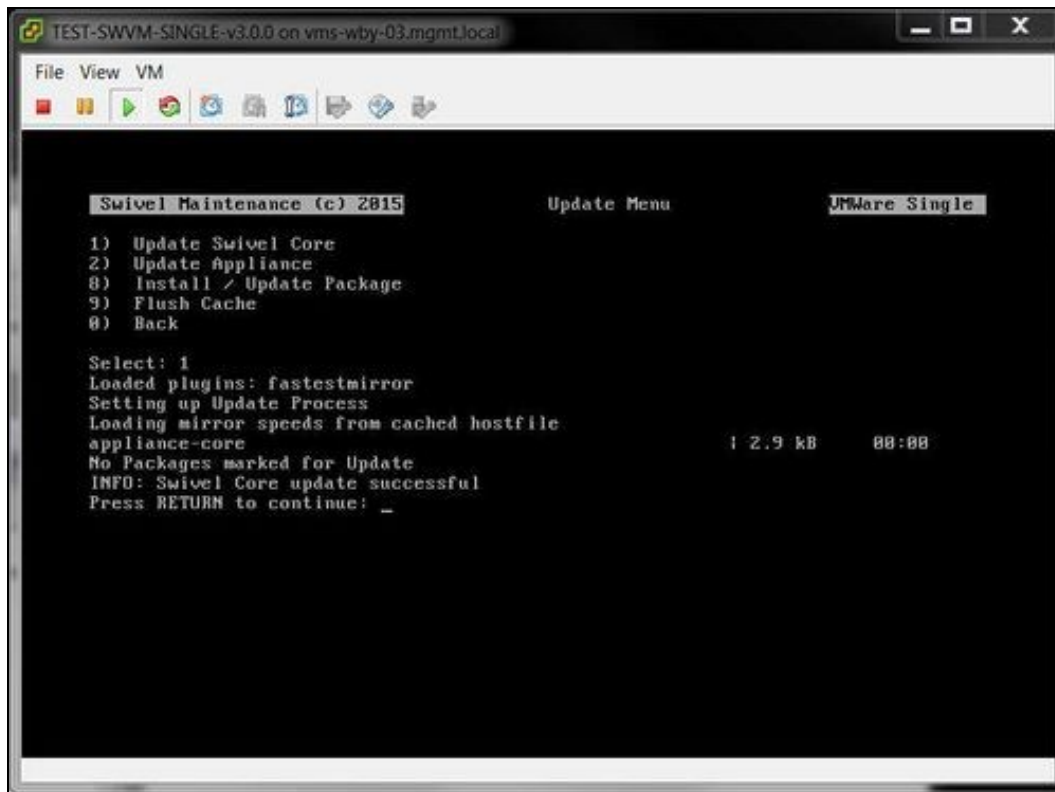 TEST-SWVM-SINGLE-v3.0.0 on vms-wby-03.mgmt.local
File View VM
Swivel Maintenance (c) 2015 Update Menu VMWare Single
1) Update Swivel Core
2) Update Appliance
8) Install / Update Package
9) Flush Cache
0) Back
Select: 1
Loaded plugins: fastestmirror
Setting up Update Process
Loading mirror speeds from cached hostfile
appliance-core | 2.9 kB 00:00
No Packages marked for Update
INFO: Swivel Core update successful
Press RETURN to continue: _